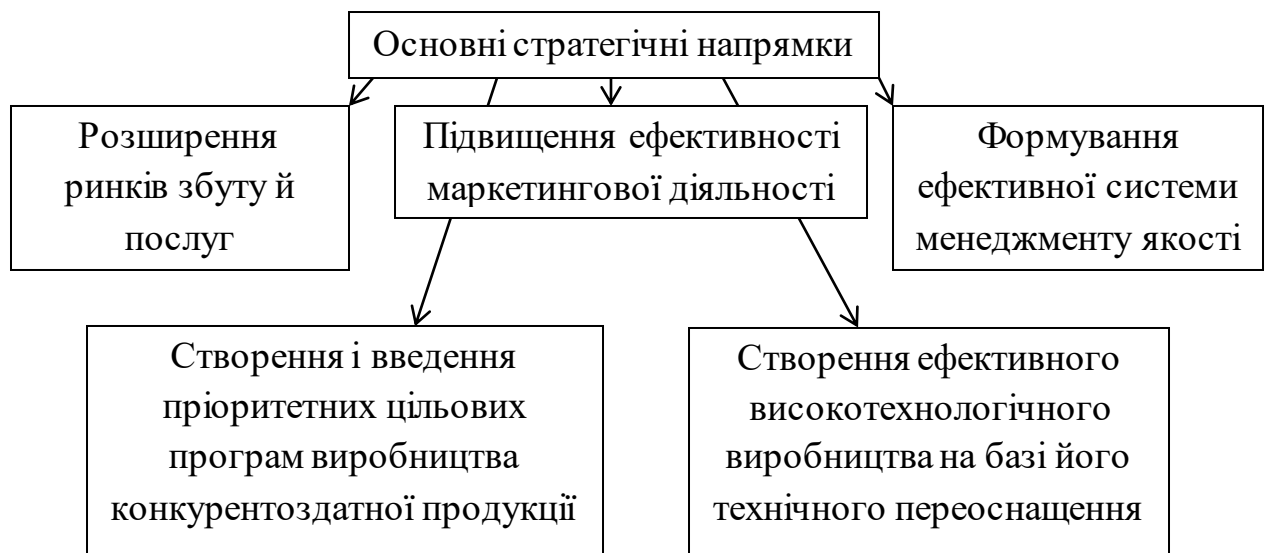 Основні стратегічні напрямки
Розширення
ринків збуту й
послуг
Підвищення ефективності
маркетингової діяльності
Формування
ефективної системи
менеджменту якості
Створення і введення
пріоритетних цільових
програм виробництва
конкурентоздатної продукції
Створення ефективного
високотехнологічного
виробництва на базі його
технічного переоснащення